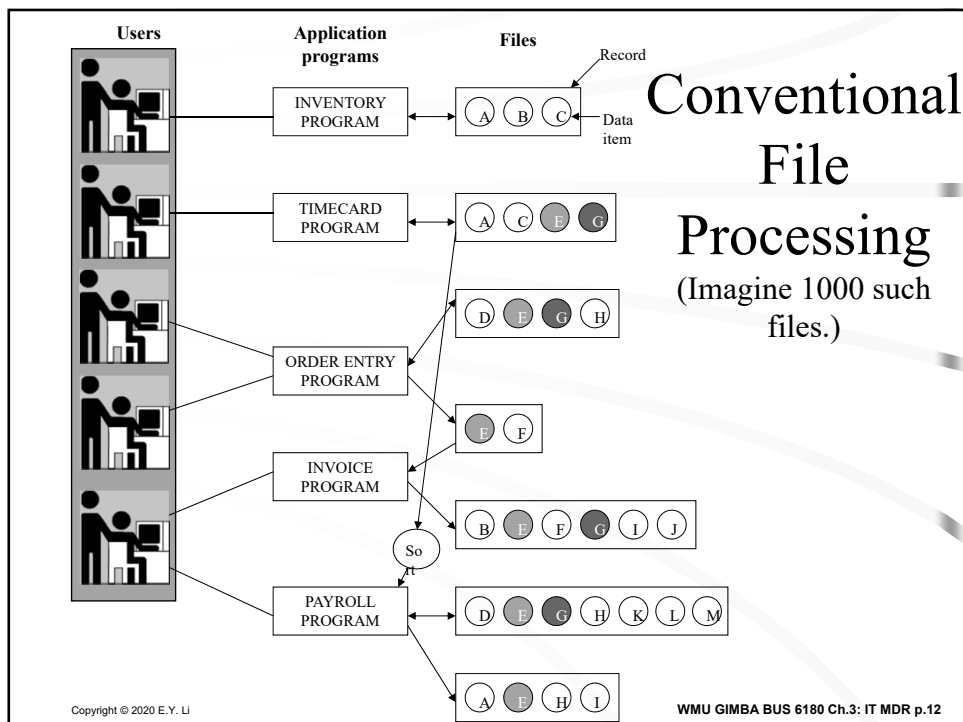 Users
Application
programs
Files
Record
Conventional
File
Processing
(Imagine 1000 such
files.)
INVENTORY
PROGRAM
A B C
Data
item
TIMECARD
PROGRAM
A C E G
D E G H
ORDER ENTRY
PROGRAM
E F
INVOICE
PROGRAM
B E F G I J
So
rt
PAYROLL
PROGRAM
D E G H K L M
A E H I
Copyright © 2020 E.Y. Li
WMU GIMBA BUS 6180 Ch.3: IT MDR p.12